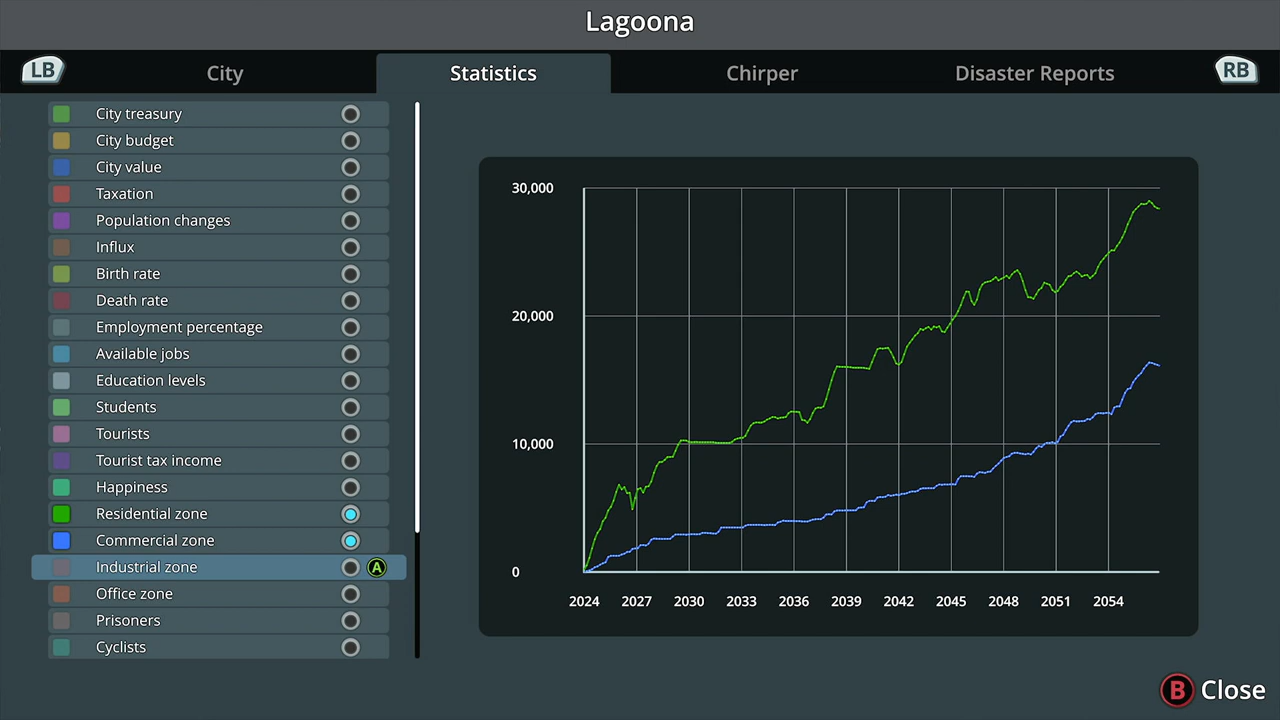 Lagoona
LB City Statistics Chirper Disaster Reports RB
City treasury
City budget
City value
Taxation
Population changes
Influx
Birth rate
Death rate
Employment percentage
Available jobs
Education levels
Students
Tourists
Tourist tax income
Happiness
Residential zone
Commercial zone
Industrial zone A
Office zone
Prisoners
Cyclists
30,000
20,000
10,000
0
2024 2027 2030 2033 2036 2039 2042 2045 2048 2051 2054
B Close